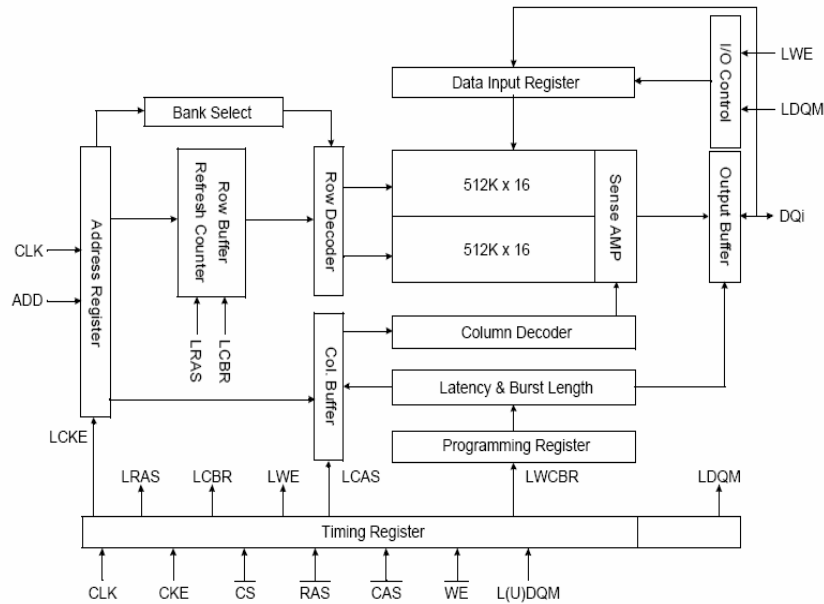 LWE
I/O Control
Data Input Register
LDQM
Bank Select
Address Register
Row Buffer
Refresh Counter
Row Decoder
512K x 16
Sense AMP
Output Buffer
DQi
CLK
512K x 16
ADD
LRAS
LCBR
Col. Buffer
Column Decoder
Latency & Burst Length
LCKE
Programming Register
LRAS
LCBR
LWE
LCAS
LWCBR
LDQM
Timing Register
CLK
CKE
CS
RAS
CAS
WE
L(U)DQM